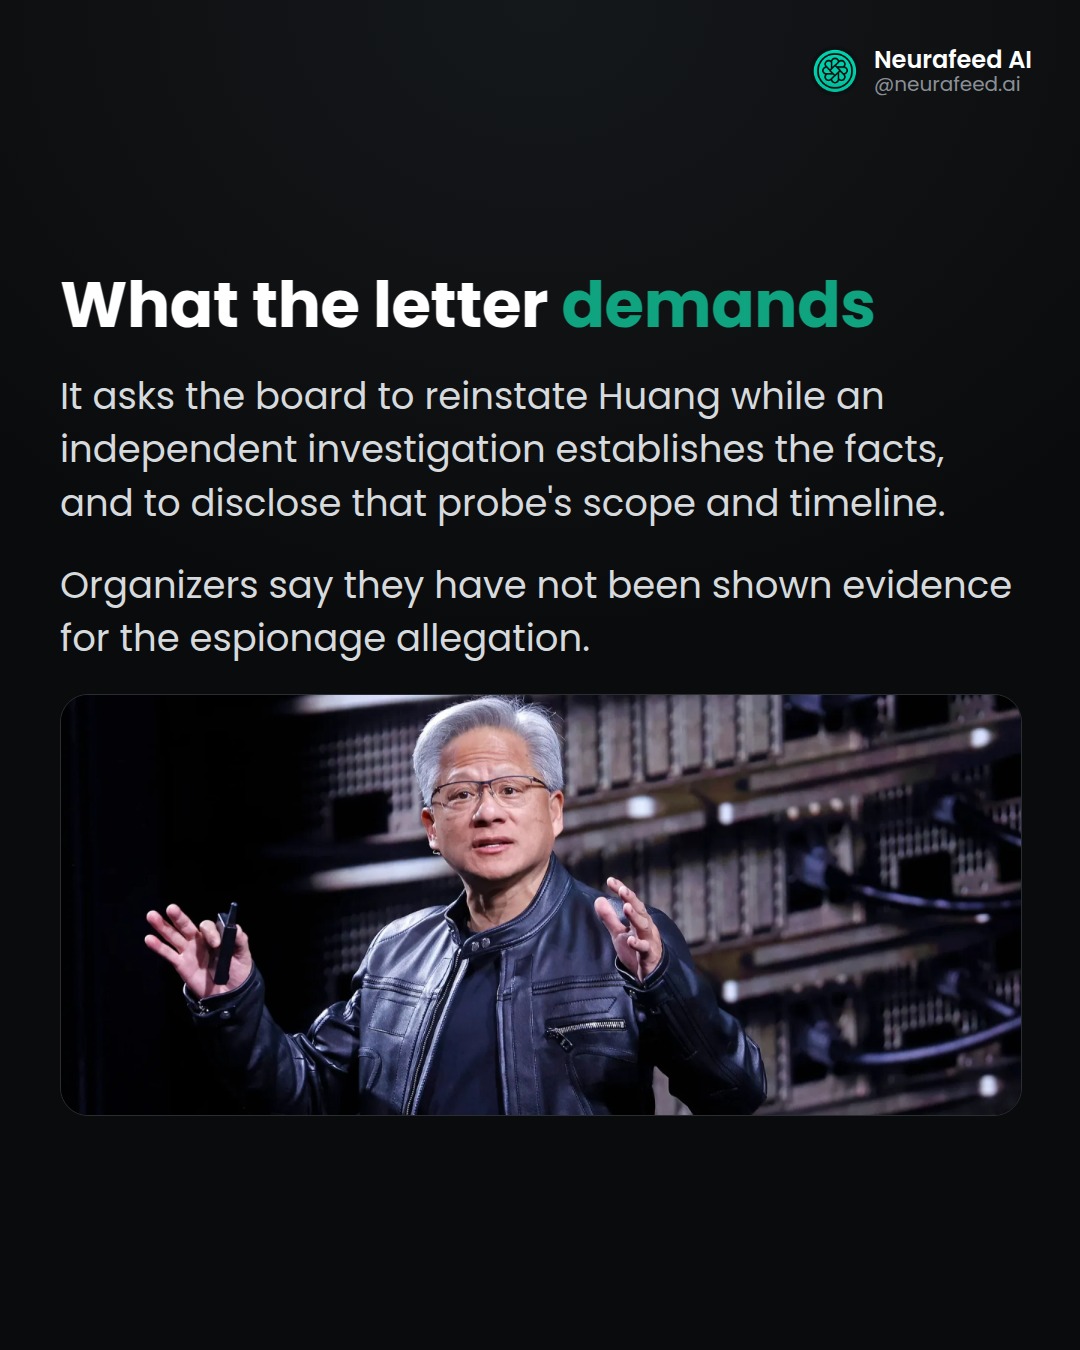 Neurafeed AI
@neurafeed.ai
What the letter demands
It asks the board to reinstate Huang while an
independent investigation establishes the facts,
and to disclose that probe's scope and timeline.
Organizers say they have not been shown evidence
for the espionage allegation.